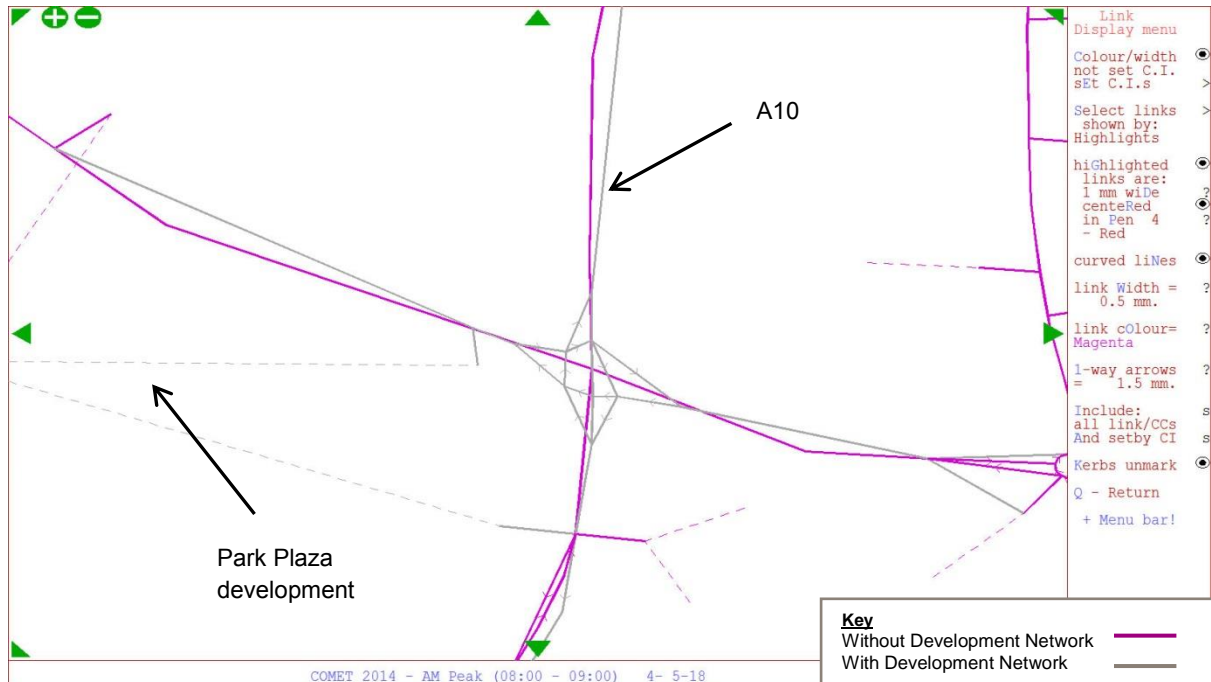 A10
Park Plaza
development
Link
Display menu
Colour/width
not set C.I.
sEt C.I.s >
Select links >
shown by:
Highlights
hiGhlighted
links are:
1 mm wiDe ?
centeRed
in Pen 4 ?
- Red
curved liNes
link Width = ?
0.5 mm.
link cOlour= ?
Magenta
1-way arrows ?
= 1.5 mm.
Include: s
all link/CCs
And setby CI s
Kerbs unmark
Q - Return
+ Menu bar!
Key
Without Development Network
With Development Network
COMET 2014 - AM Peak (08:00 - 09:00) 4- 5-18